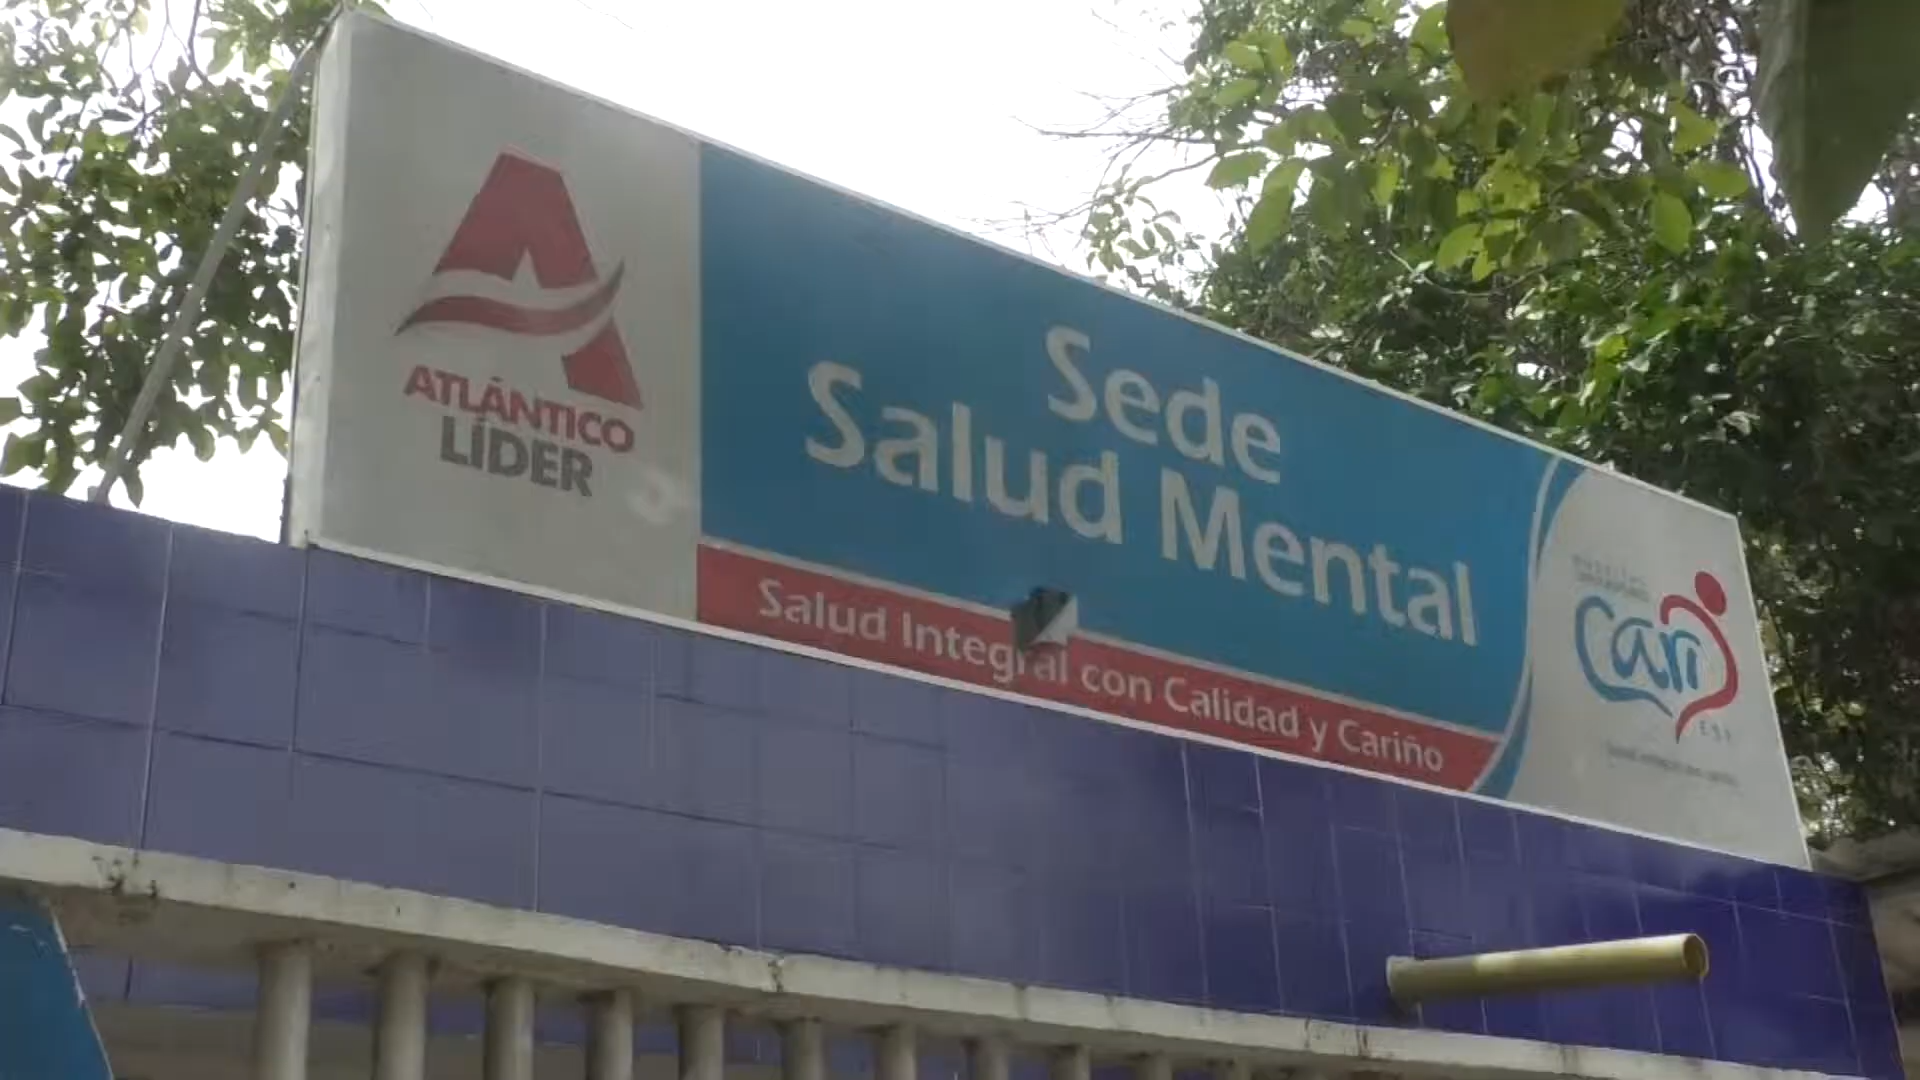 ATLÁNTICO
LÍDER
Sede
Salud Mental
Salud Integral con Calidad y Cariño
Cari
E.S.E.